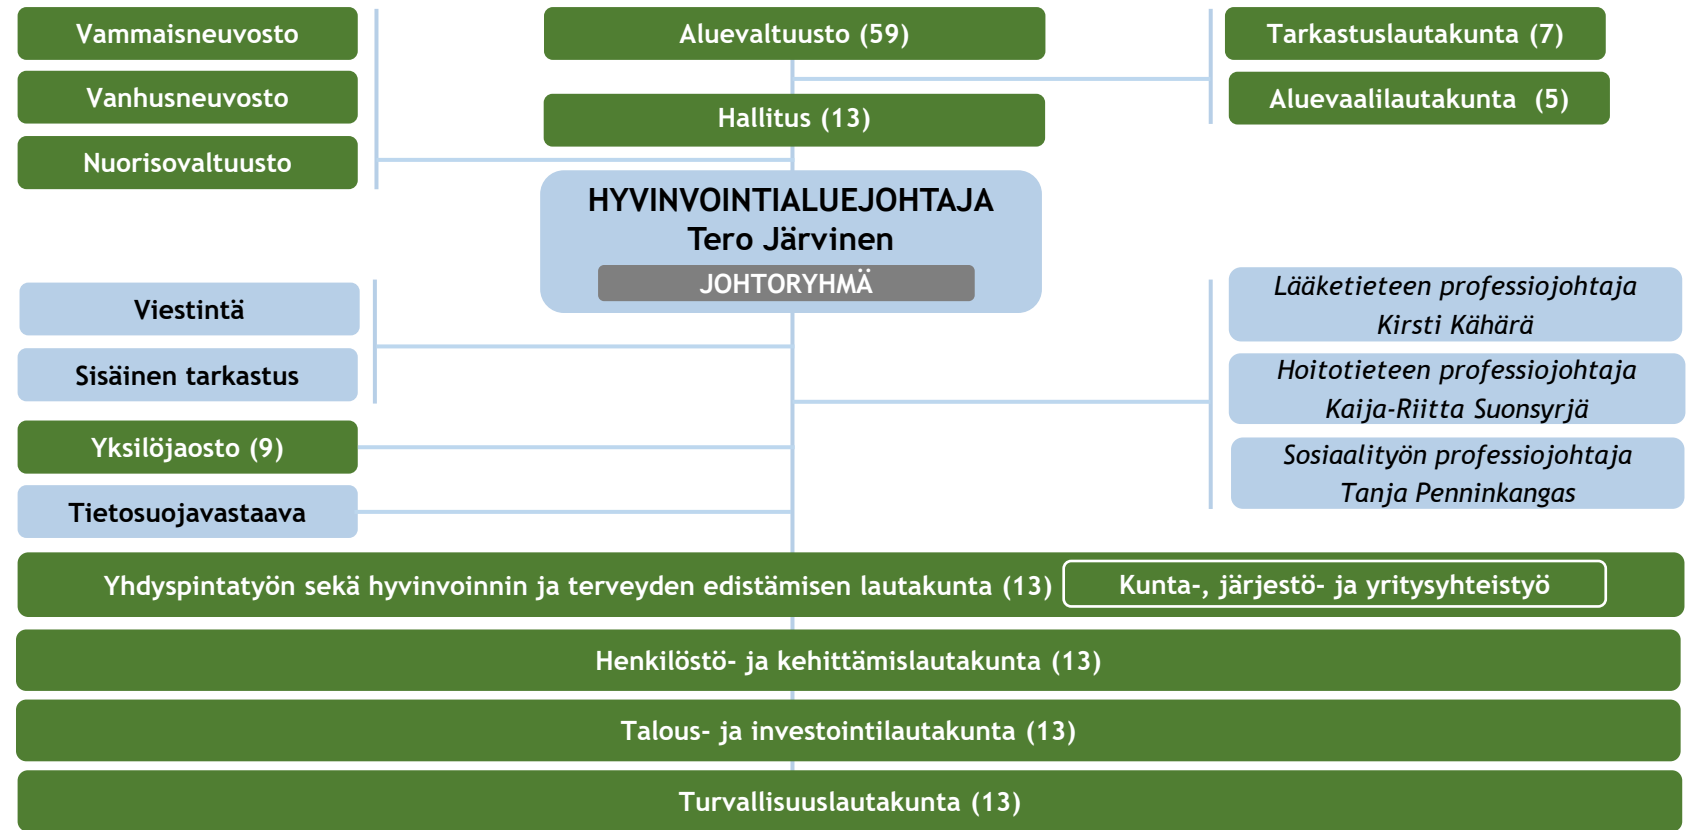 Vammaisneuvosto
Vanhusneuvosto
Nuorisovaltuusto
Aluevaltuusto (59)
Hallitus (13)
Tarkastuslautakunta (7)
Aluevaalilautakunta (5)
HYVINVOINTIALUEJOHTAJA
Tero Järvinen
JOHTORYHMÄ
Viestintä
Sisäinen tarkastus
Yksilöjaosto (9)
Tietosuojavastaava
Lääketieteen professiojohtaja
Kirsti Kähärä
Hoitotieteen professiojohtaja
Kaija-Riitta Suonsyrjä
Sosiaalityön professiojohtaja
Tanja Penninkangas
Yhdyspintatyön sekä hyvinvoinnin ja terveyden edistämisen lautakunta (13)
Kunta-, järjestö- ja yritysyhteistyö
Henkilöstö- ja kehittämislautakunta (13)
Talous- ja investointilautakunta (13)
Turvallisuuslautakunta (13)